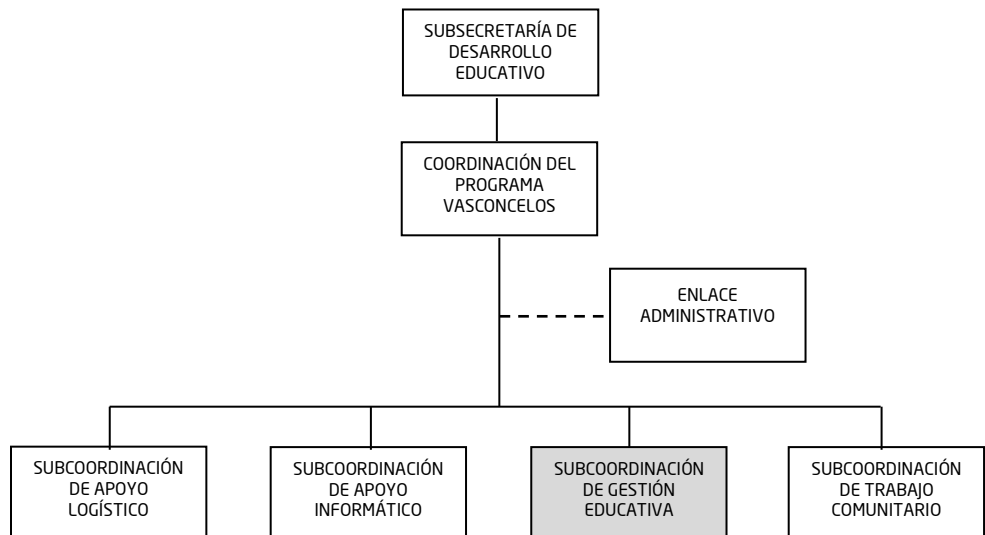 SUBSECRETARÍA DE
DESARROLLO
EDUCATIVO
COORDINACIÓN DEL
PROGRAMA
VASCONCELOS
ENLACE
ADMINISTRATIVO
SUBCOORDINACIÓN
DE APOYO
LOGÍSTICO
SUBCOORDINACIÓN
DE APOYO
INFORMÁTICO
SUBCOORDINACIÓN
DE GESTIÓN
EDUCATIVA
SUBCOORDINACIÓN
DE TRABAJO
COMUNITARIO